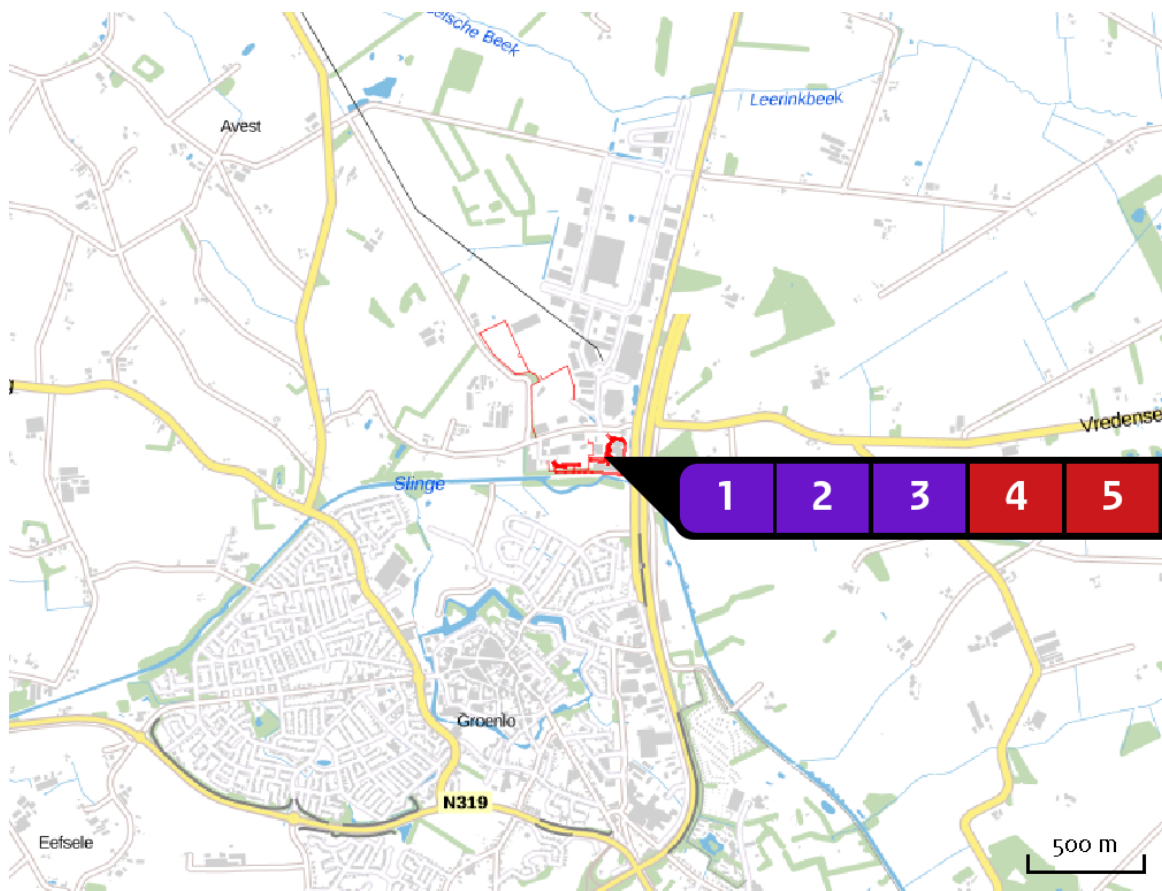 Leerinkbeek
Avest
Vredense
Slinge
1 2 3 4 5
Groenlo
N319
Eefsele
500 m